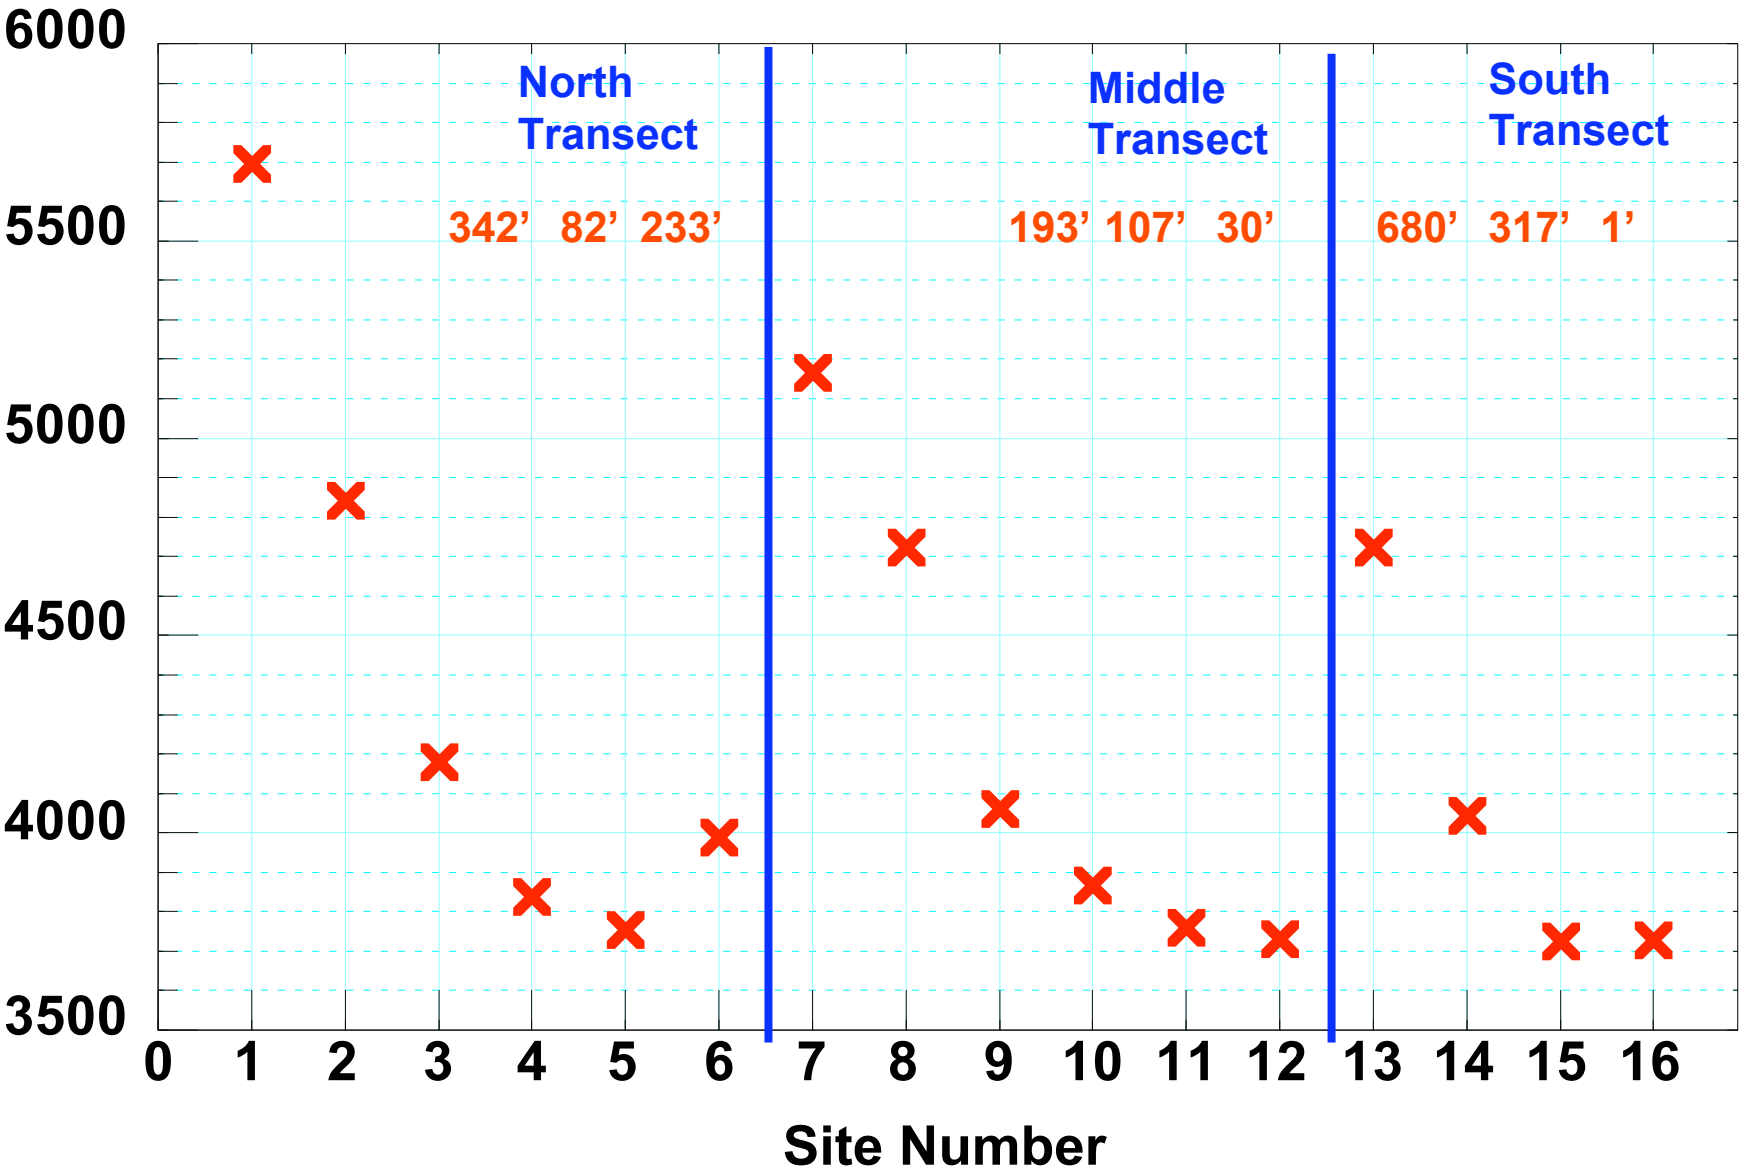 6000
5500
5000
4500
4000
3500
North
Transect
Middle
Transect
South
Transect
342’ 82’ 233’
193’ 107’ 30’
680’ 317’ 1’
0 1 2 3 4 5 6 7 8 9 10 11 12 13 14 15 16
Site Number